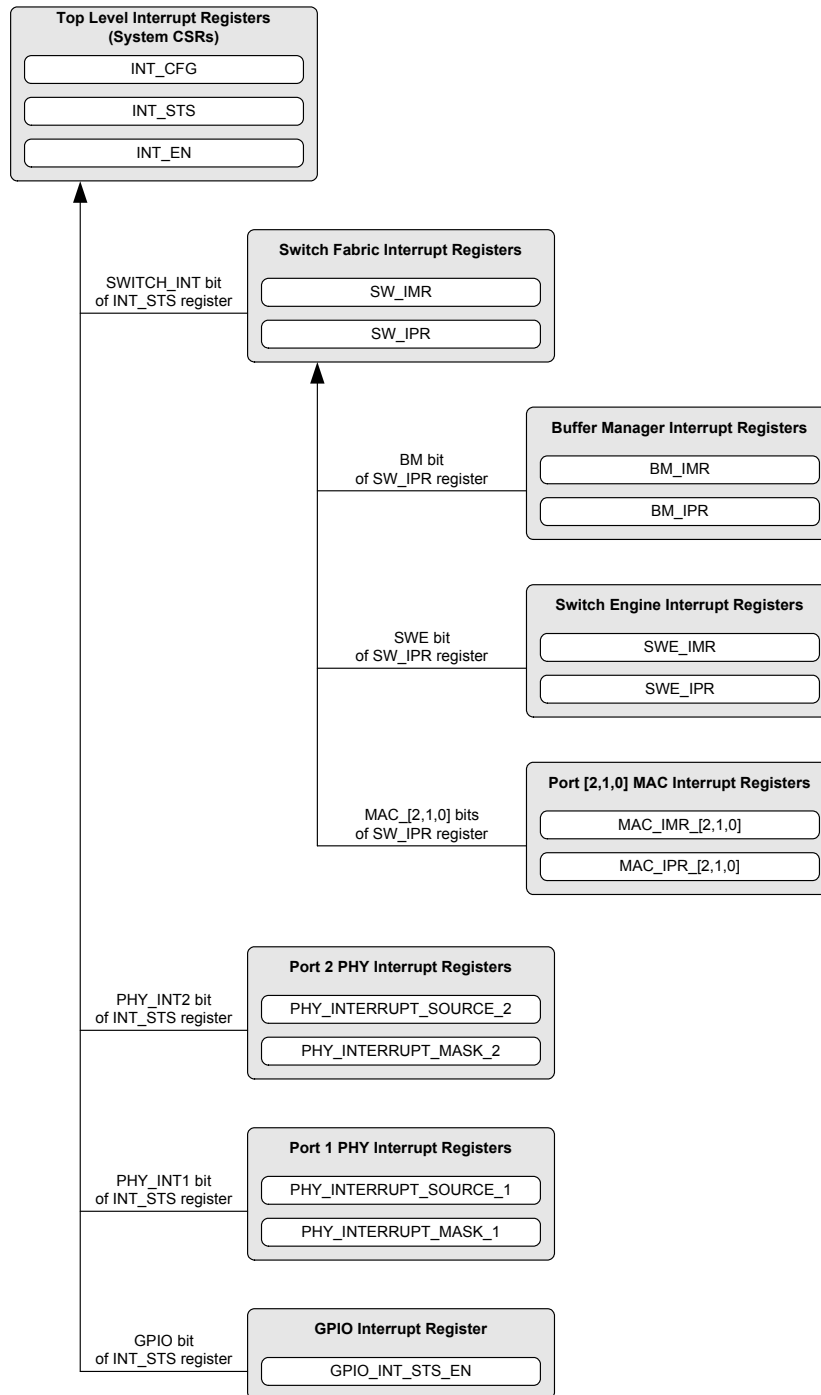 Top Level Interrupt Registers
(System CSRs)
INT_CFG
INT_STS
INT_EN
Switch Fabric Interrupt Registers
SW_IMR
SW_IPR
SWITCH_INT bit
of INT_STS register
Buffer Manager Interrupt Registers
BM_IMR
BM_IPR
BM bit
of SW_IPR register
Switch Engine Interrupt Registers
SWE_IMR
SWE_IPR
SWE bit
of SW_IPR register
Port [2,1,0] MAC Interrupt Registers
MAC_IMR_[2,1,0]
MAC_IPR_[2,1,0]
MAC_[2,1,0] bits
of SW_IPR register
Port 2 PHY Interrupt Registers
PHY_INTERRUPT_SOURCE_2
PHY_INTERRUPT_MASK_2
PHY_INT2 bit
of INT_STS register
Port 1 PHY Interrupt Registers
PHY_INTERRUPT_SOURCE_1
PHY_INTERRUPT_MASK_1
PHY_INT1 bit
of INT_STS register
GPIO Interrupt Register
GPIO_INT_STS_EN
GPIO bit
of INT_STS register